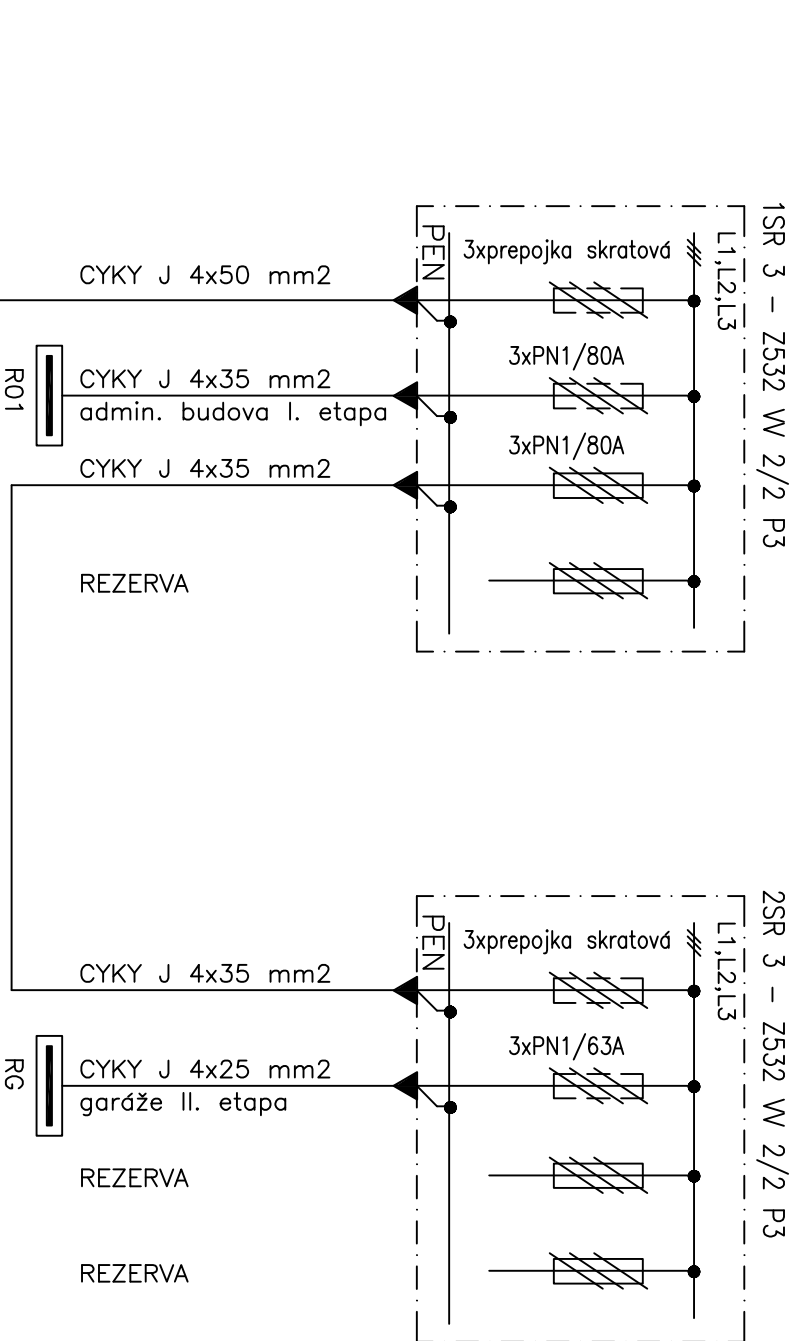 1SR 3 – Z532 W 2/2 P3
L1,L2,L3
PEN
3xprepojka skratová
CYKY J 4x50 mm2
3xPN1/80A
CYKY J 4x35 mm2
admin. budova I. etapa
R01
3xPN1/80A
CYKY J 4x35 mm2
REZERVA
2SR 3 – Z532 W 2/2 P3
L1,L2,L3
PEN
3xprepojka skratová
CYKY J 4x35 mm2
3xPN1/63A
CYKY J 4x25 mm2
garáže II. etapa
RG
REZERVA
REZERVA